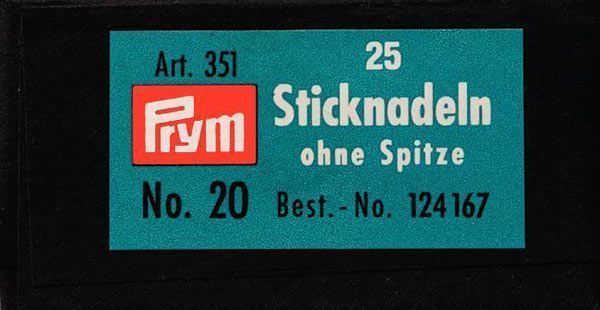 Art. 351
Prym
No. 20
25
Sticknadeln
ohne Spitze
Best.-No. 124167